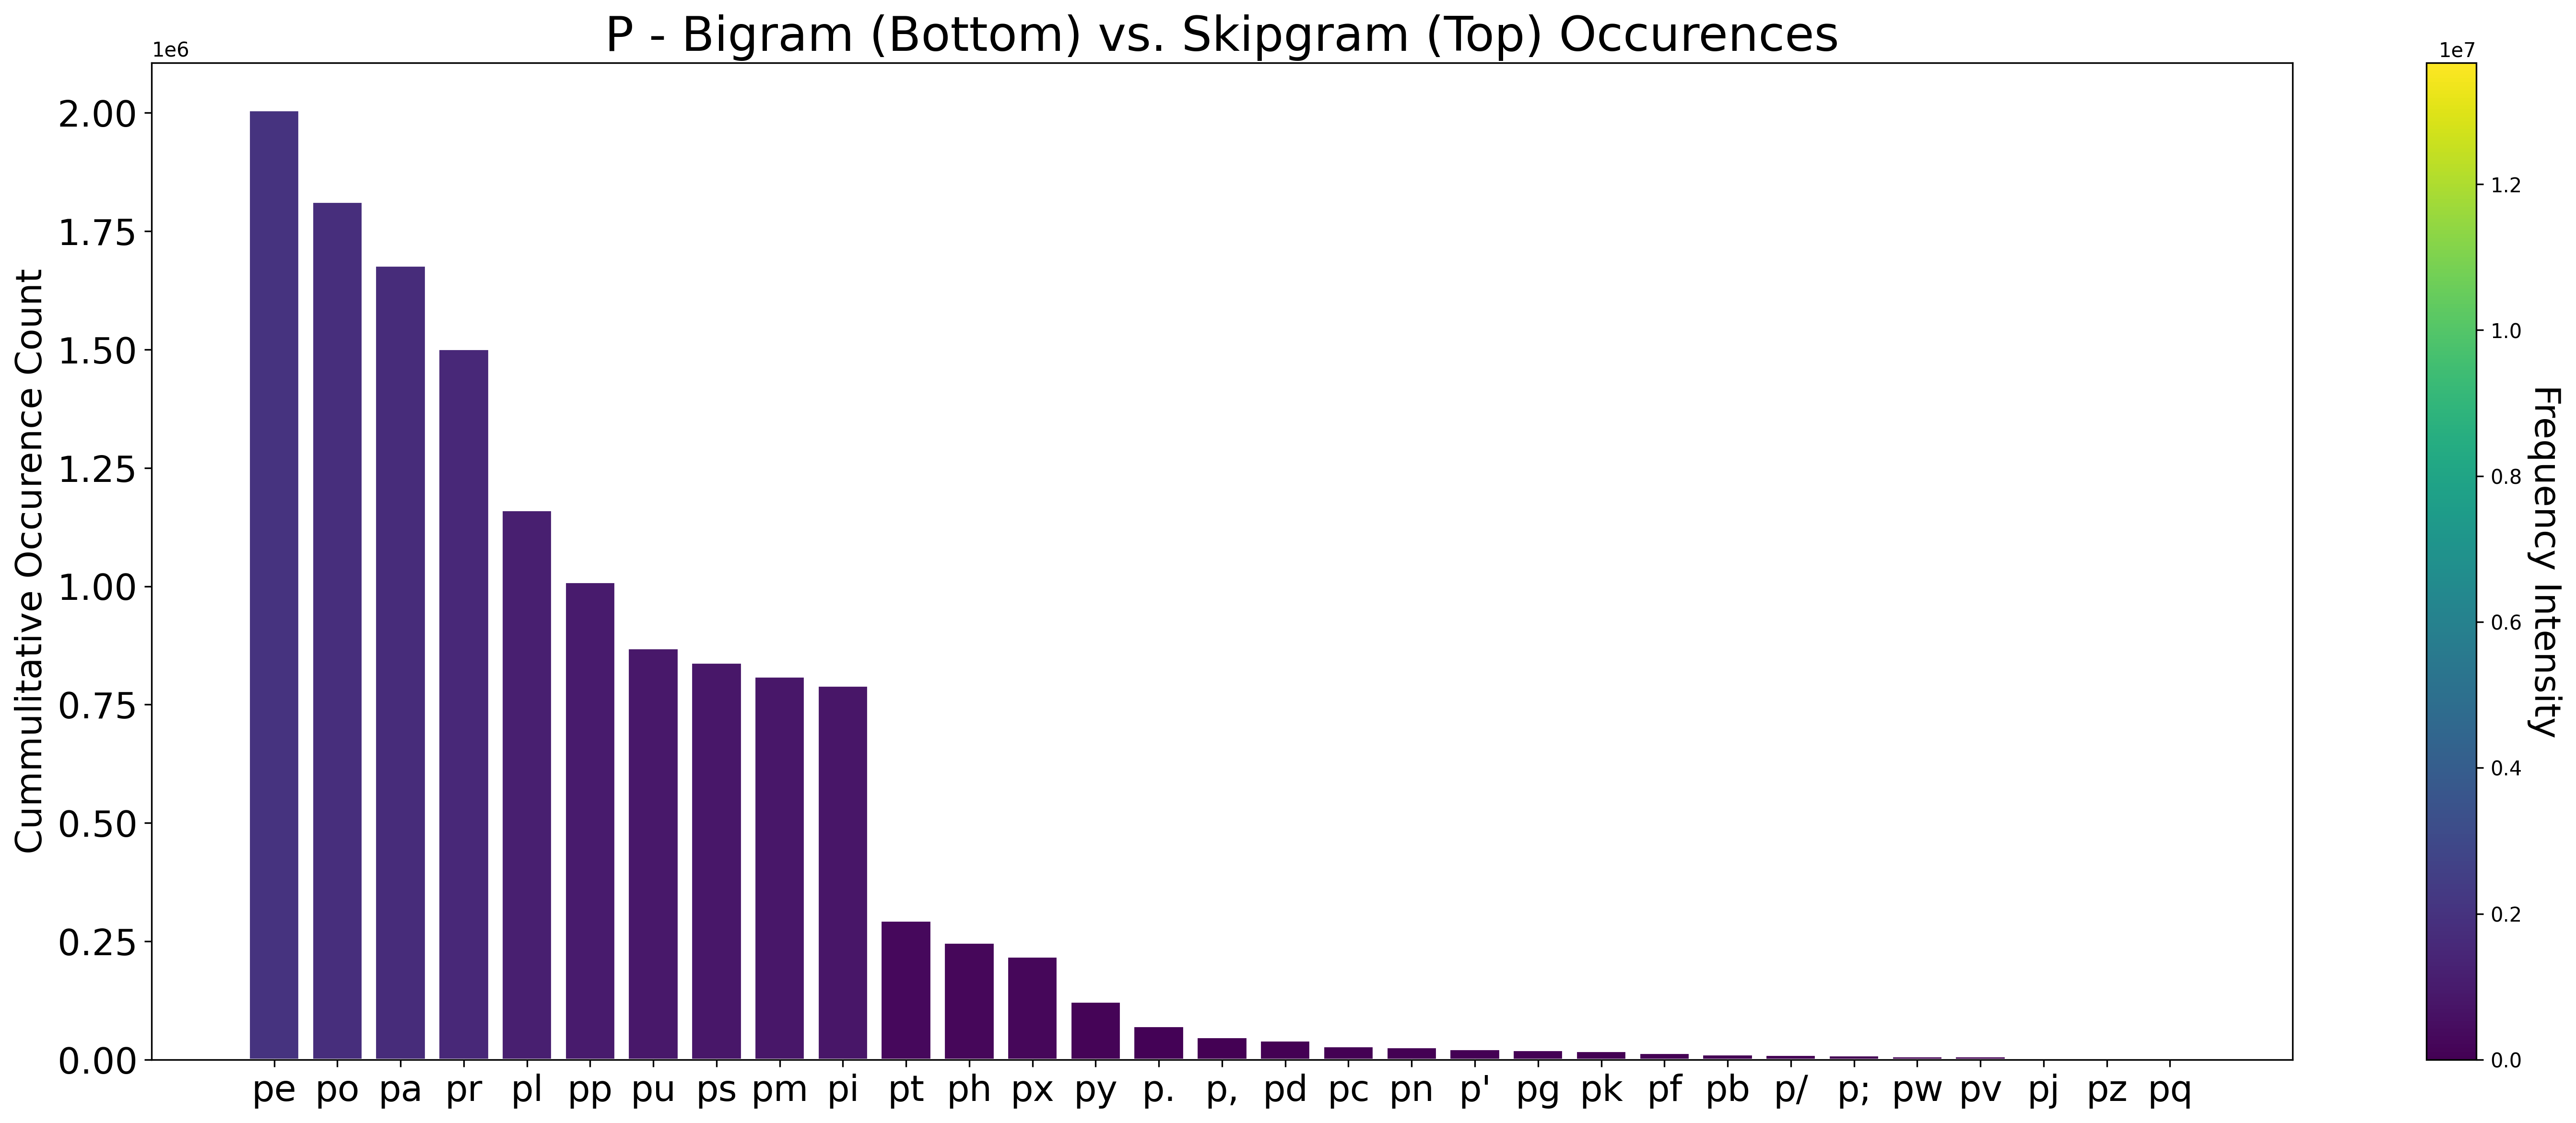 P - Bigram (Bottom) vs. Skipgram (Top) Occurences
1e6
1e7
2.00
1.75
1.50
1.25
1.00
0.75
0.50
0.25
0.00
Cummulitative Occurence Count
pe po pa pr pl pp pu ps pm pi pt ph px py p. p, pd pc pn p' pg pk pf pb p/ p; pw pv pj pz pq
1.2
1.0
0.8
0.6
0.4
0.2
0.0
Frequency Intensity